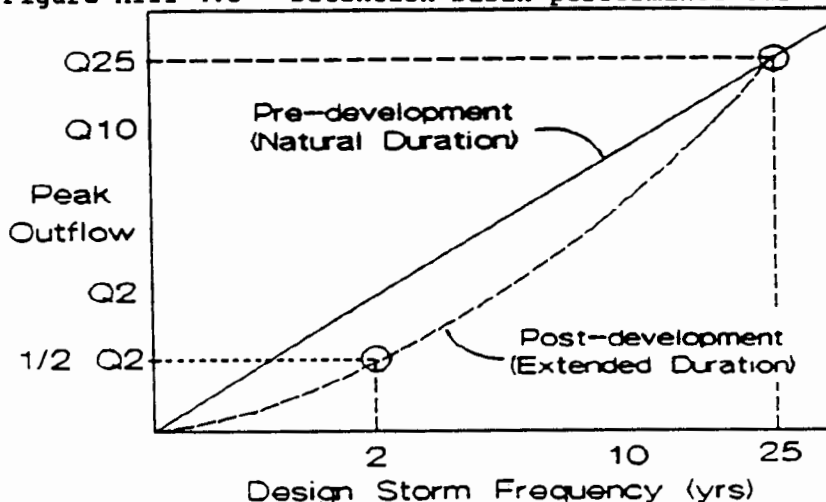 Q25
Pre-development
(Natural Duration)
Q10
Peak
Outflow
Q2
Post-development
(Extended Duration)
1/2 Q2
2
10
25
Design Storm Frequency (yrs)